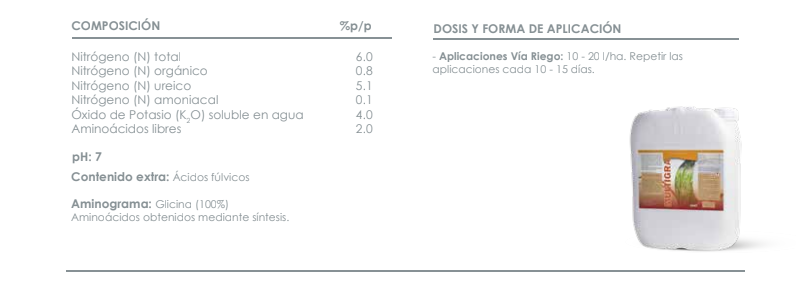 COMPOSICIÓN %p/p
Nitrógeno (N) total 6.0
Nitrógeno (N) orgánico 0.8
Nitrógeno (N) ureico 5.1
Nitrógeno (N) amoniacal 0.1
Óxido de Potasio (K2O) soluble en agua 4.0
Aminoácidos libres 2.0
pH: 7
Contenido extra: Ácidos fúlvicos
Aminograma: Glicina (100%)
Aminoácidos obtenidos mediante síntesis.
DOSIS Y FORMA DE APLICACIÓN
- Aplicaciones Vía Riego: 10 - 20 l/ha. Repetir las
aplicaciones cada 10 - 15 días.